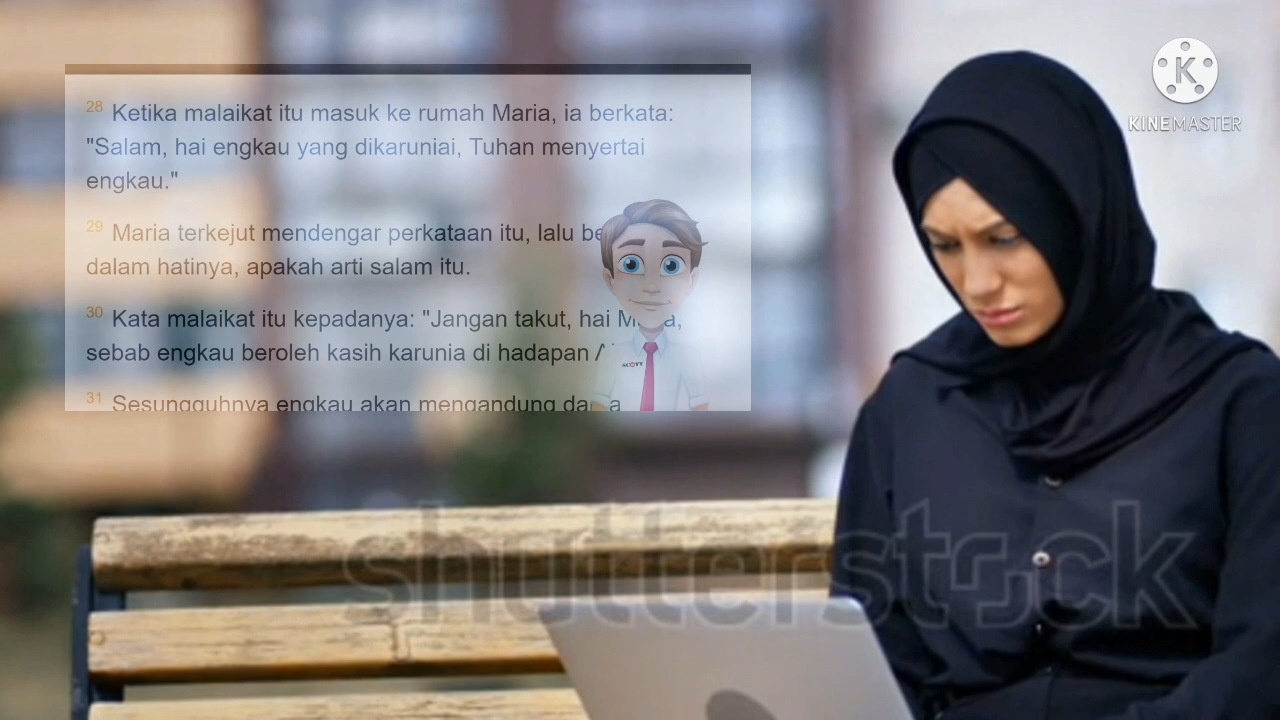 28 Ketika malaikat itu masuk ke rumah Maria, ia berkata:
"Salam, hai engkau yang dikaruniai, Tuhan menyertai
engkau."
29 Maria terkejut mendengar perkataan itu, lalu
dalam hatinya, apakah arti salam itu.
30 Kata malaikat itu kepadanya: "Jangan takut, hai
sebab engkau beroleh kasih karunia di hadapan
31 Sesungguhnya engkau akan mengandung
SCOTT
KINEMASTER
shutterstock